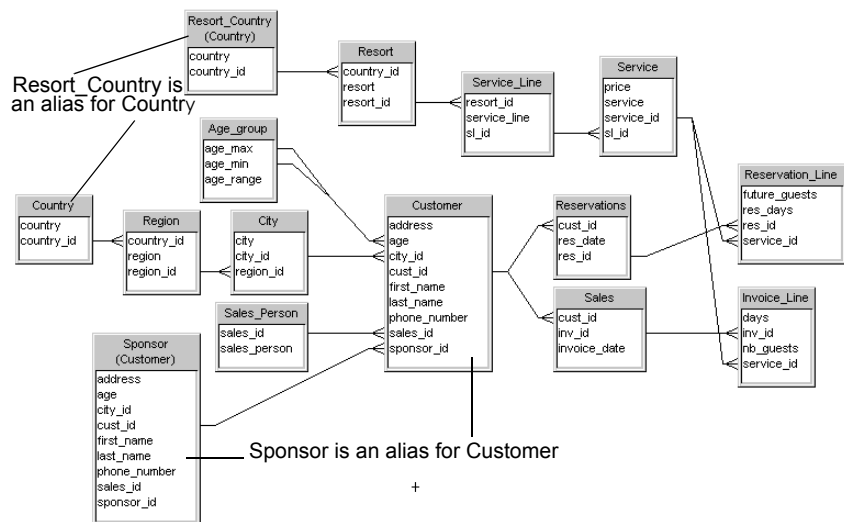 Resort_Country
(Country)
country
country_id
Resort_Country is
an alias for Country
Resort
country_id
resort
resort_id
Service_Line
resort_id
service_line
sl_id
Service
price
service
service_id
sl_id
Age_group
age_max
age_min
age_range
Country
country
country_id
Region
country_id
region
region_id
City
city
city_id
region_id
Customer
address
age
city_id
cust_id
first_name
last_name
phone_number
sales_id
sponsor_id
Reservations
cust_id
res_date
res_id
Reservation_Line
future_guests
res_days
res_id
service_id
Sales_Person
sales_id
sales_person
Sales
cust_id
inv_id
invoice_date
Invoice_Line
days
inv_id
nb_guests
service_id
Sponsor
(Customer)
address
age
city_id
cust_id
first_name
last_name
phone_number
sales_id
sponsor_id
Sponsor is an alias for Customer
+